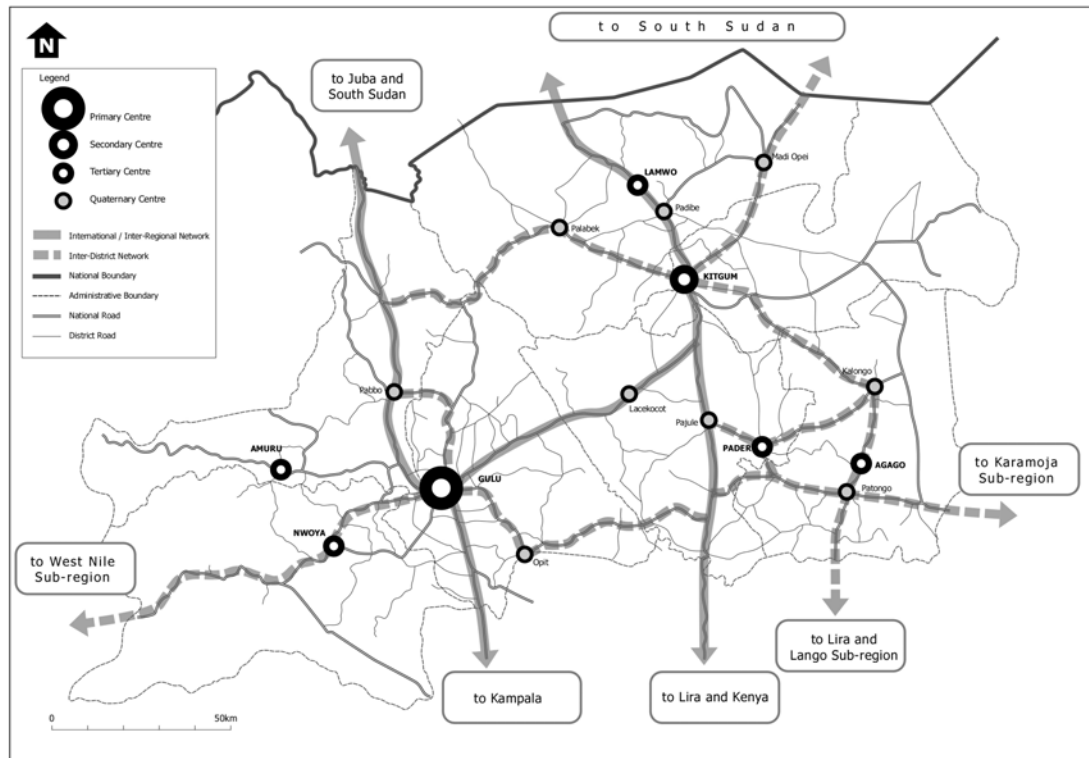 to South Sudan
N
to Juba and
South Sudan
Legend
Primary Centre
Secondary Centre
Tertiary Centre
Quaternary Centre
International / Inter-Regional Network
Inter-District Network
National Boundary
Administrative Boundary
National Road
District Road
Madi Opei
LAMWO
Padibe
Palabek
KITGUM
Pabbo
Lacekocot
Kalongo
Pajule
PADER
AMURU
GULU
AGAGO
to Karamoja
Sub-region
Patongo
NWOYA
Opit
to West Nile
Sub-region
to Lira and
Lango Sub-region
to Kampala
to Lira and Kenya
0 50km